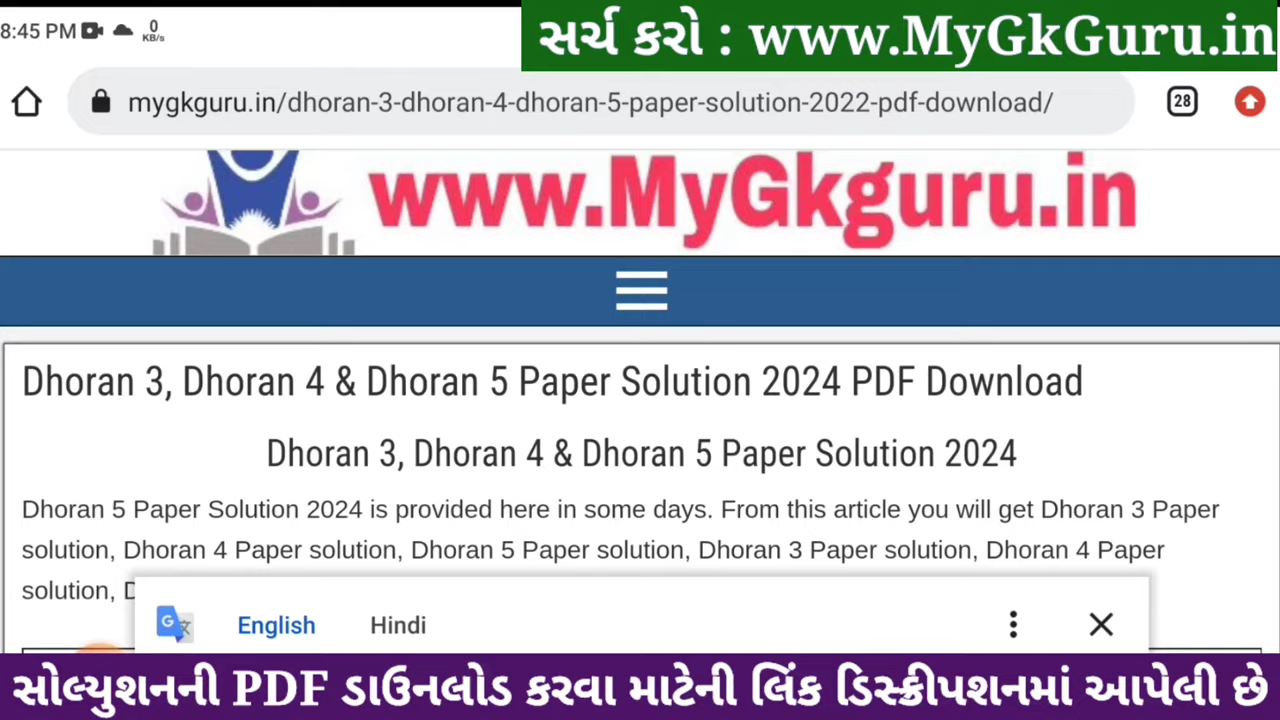 8:45 PM 0 KB/s
સર્ચ કરો : www.MyGkGuru.in
mygkguru.in/dhoran-3-dhoran-4-dhoran-5-paper-solution-2022-pdf-download/ 28
www.MyGkguru.in
Dhoran 3, Dhoran 4 & Dhoran 5 Paper Solution 2024 PDF Download
Dhoran 3, Dhoran 4 & Dhoran 5 Paper Solution 2024
Dhoran 5 Paper Solution 2024 is provided here in some days. From this article you will get Dhoran 3 Paper
solution, Dhoran 4 Paper solution, Dhoran 5 Paper solution, Dhoran 3 Paper solution, Dhoran 4 Paper
solution,
English Hindi
સોલ્યુશનની PDF ડાઉનલોડ કરવા માટેની લિંક ડિસ્ક્રીપશનમાં આપેલી છે